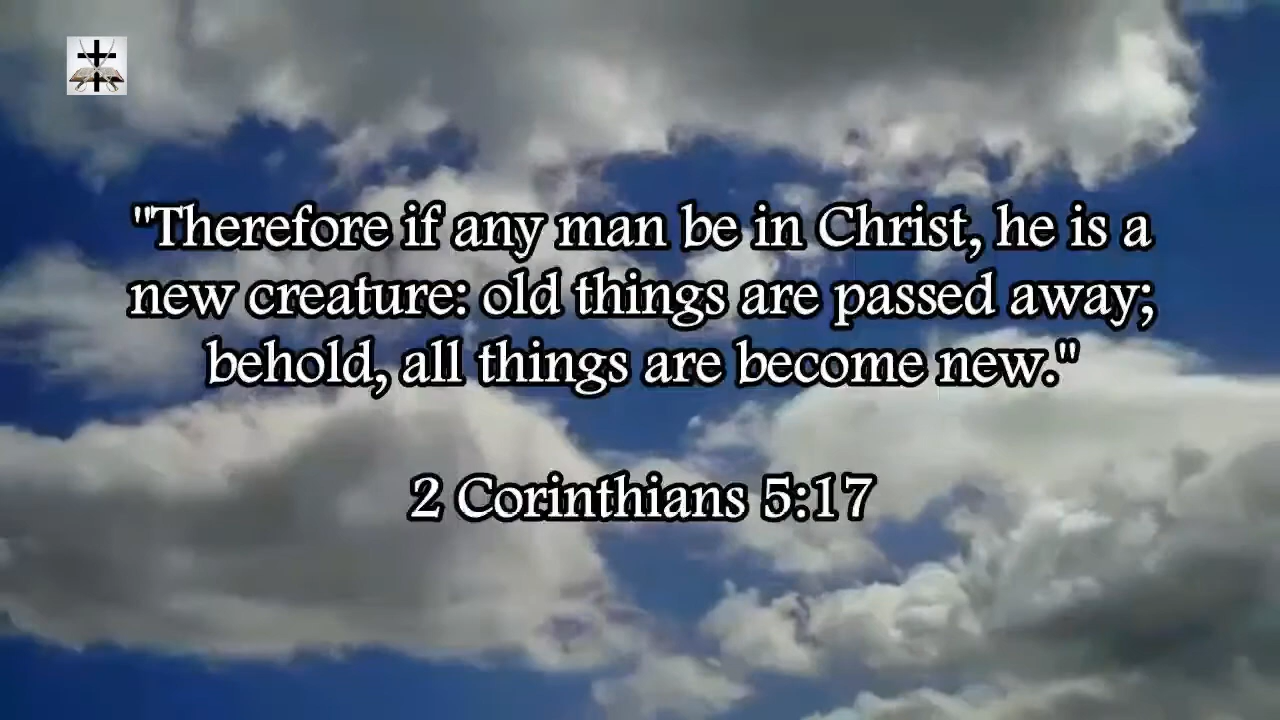 "Therefore if any man be in Christ, he is a
new creature: old things are passed away;
behold, all things are become new."
2 Corinthians 5:17